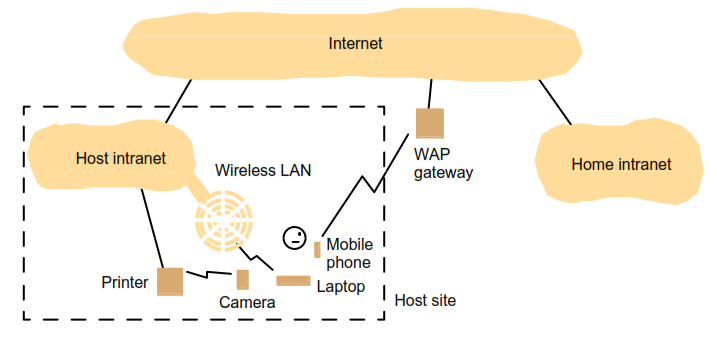 Internet
Host intranet
Wireless LAN
WAP
gateway
Home intranet
Mobile
phone
Printer
Camera
Laptop
Host site